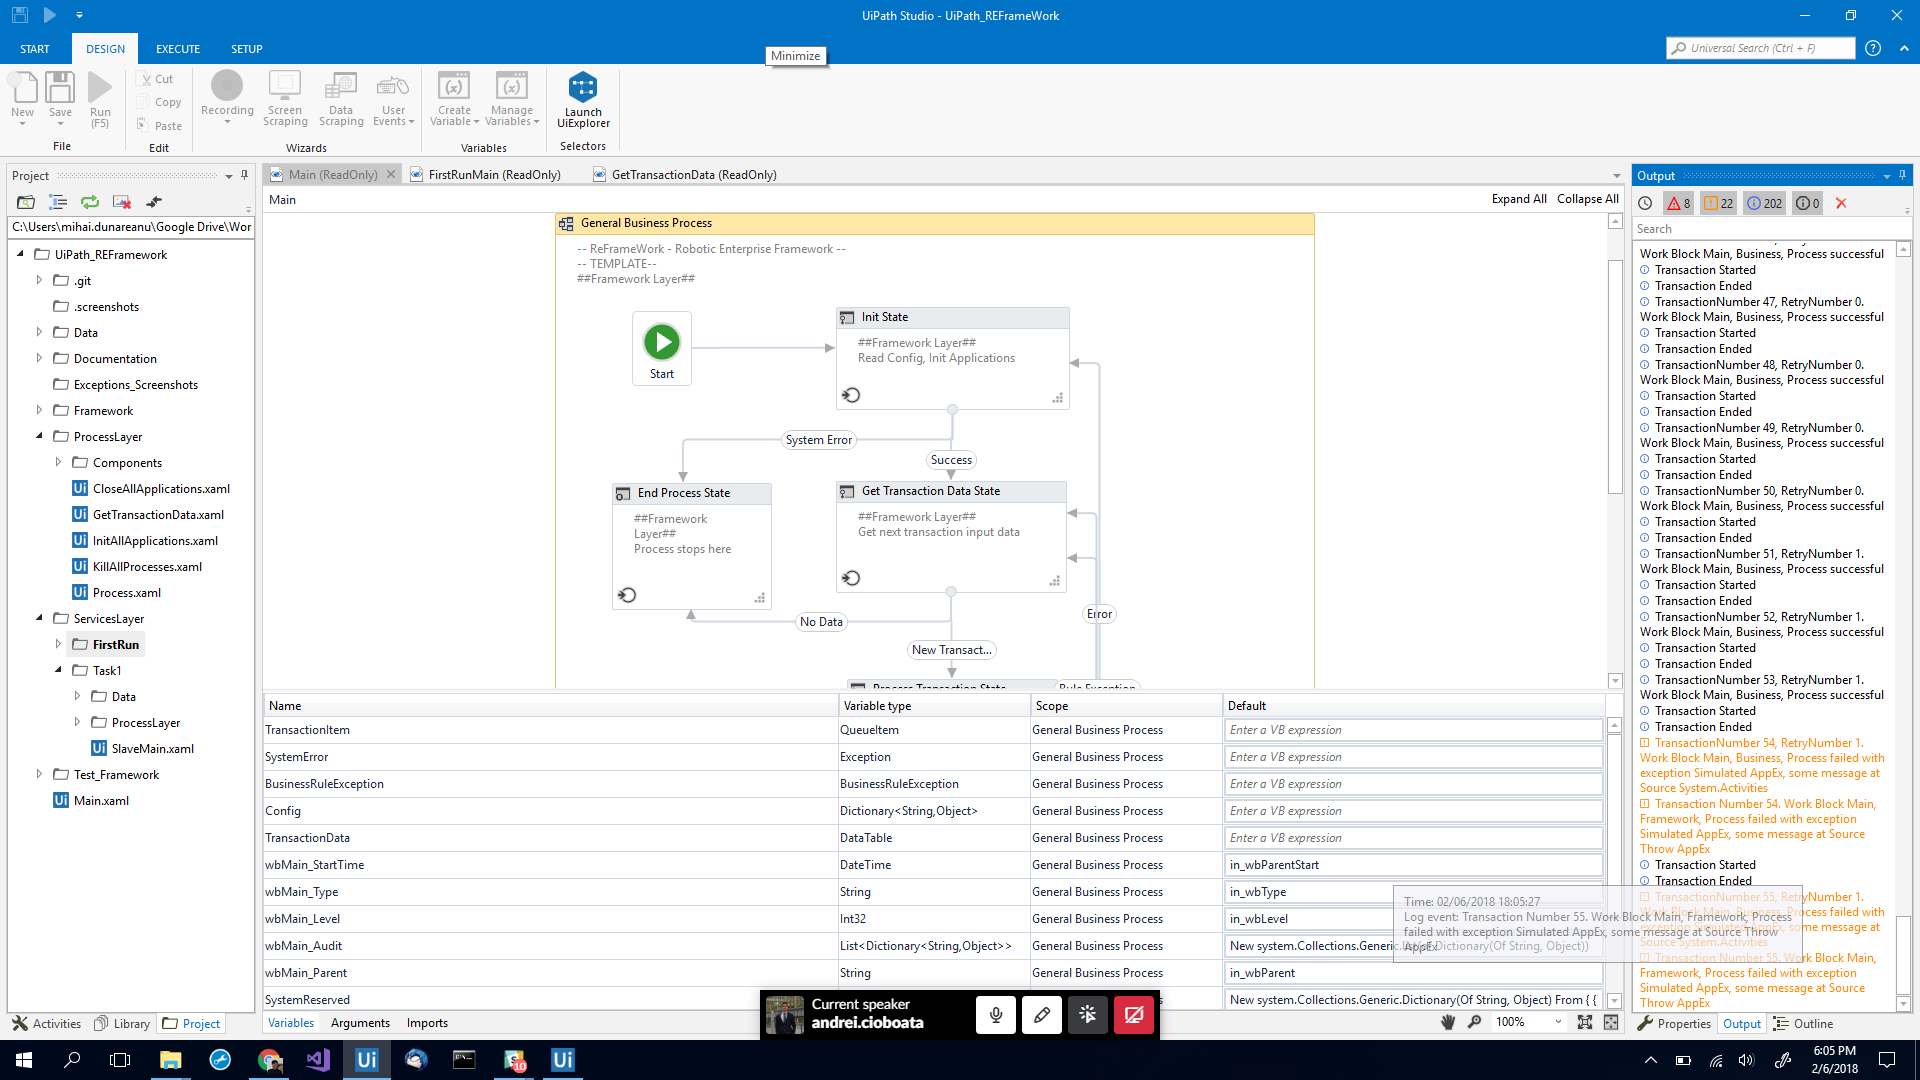 UiPath Studio - UiPath_REFrameWork
START
DESIGN
EXECUTE
SETUP
Minimize
Universal Search (Ctrl + F)
New
Save
Run
(F5)
File
Cut
Copy
Paste
Edit
Recording
Screen
Scraping
Data
Scraping
User
Events
Wizards
Create
Variable
Manage
Variables
Variables
Launch
UiExplorer
Selectors
Project
C:\Users\mihai.dunareanu\Google Drive\Wor
UiPath_REFramework
.git
.screenshots
Data
Documentation
Exceptions_Screenshots
Framework
ProcessLayer
Components
CloseAllApplications.xaml
GetTransactionData.xaml
InitAllApplications.xaml
KillAllProcesses.xaml
Process.xaml
ServicesLayer
FirstRun
Task1
Data
ProcessLayer
SlaveMain.xaml
Test_Framework
Main.xaml
Activities
Library
Project
Main (ReadOnly)
FirstRunMain (ReadOnly)
GetTransactionData (ReadOnly)
Main
Expand All
Collapse All
General Business Process
-- ReFrameWork - Robotic Enterprise Framework --
-- TEMPLATE--
##Framework Layer##
Start
Init State
##Framework Layer##
Read Config, Init Applications
System Error
Success
End Process State
##Framework
Layer##
Process stops here
Get Transaction Data State
##Framework Layer##
Get next transaction input data
No Data
Error
New Transact...
Process Transaction State
Rule Exception
Name Variable type Scope Default
TransactionItem QueueItem General Business Process Enter a VB expression
SystemError Exception General Business Process Enter a VB expression
BusinessRuleException BusinessRuleException General Business Process Enter a VB expression
Config Dictionary<String,Object> General Business Process Enter a VB expression
TransactionData DataTable General Business Process Enter a VB expression
wbMain_StartTime DateTime General Business Process in_wbParentStart
wbMain_Type String General Business Process in_wbType
wbMain_Level Int32 General Business Process in_wbLevel
wbMain_Audit List<Dictionary<String,Object>> General Business Process New system.Collections.Generic.List(of Dictionary(Of String, Object))
wbMain_Parent String General Business Process in_wbParent
SystemReserved General Business Process New system.Collections.Generic.Dictionary(Of String, Object) From { {
Variables
Arguments
Imports
100%
Current speaker
andrei.cioboata
Output
8
22
202
0
Search
Work Block Main, Business, Process successful
Transaction Started
Transaction Ended
TransactionNumber 47, RetryNumber 0.
Work Block Main, Business, Process successful
Transaction Started
Transaction Ended
TransactionNumber 48, RetryNumber 0.
Work Block Main, Business, Process successful
Transaction Started
Transaction Ended
TransactionNumber 49, RetryNumber 0.
Work Block Main, Business, Process successful
Transaction Started
Transaction Ended
TransactionNumber 50, RetryNumber 0.
Work Block Main, Business, Process successful
Transaction Started
Transaction Ended
TransactionNumber 51, RetryNumber 1.
Work Block Main, Business, Process successful
Transaction Started
Transaction Ended
TransactionNumber 52, RetryNumber 1.
Work Block Main, Business, Process successful
Transaction Started
Transaction Ended
TransactionNumber 53, RetryNumber 1.
Work Block Main, Business, Process successful
Transaction Started
Transaction Ended
TransactionNumber 54, RetryNumber 1.
Work Block Main, Business, Process failed with
exception Simulated AppEx, some message at
Source System.Activities
Transaction Number 54. Work Block Main,
Framework, Process failed with exception
Simulated AppEx, some message at Source
Throw AppEx
Transaction Started
Transaction Ended
TransactionNumber 55, RetryNumber 1.
Work Block Main, Business, Process failed with
exception Simulated AppEx, some message at
Source System.Activities
Transaction Number 55. Work Block Main,
Framework, Process failed with exception
Simulated AppEx, some message at Source
Throw AppEx
Time: 02/06/2018 18:05:27
Log event: Transaction Number 55. Work Block Main, Framework, Process
failed with exception Simulated AppEx, some message at Source Throw
AppEx
Properties
Output
Outline
10
6:05 PM
2/6/2018